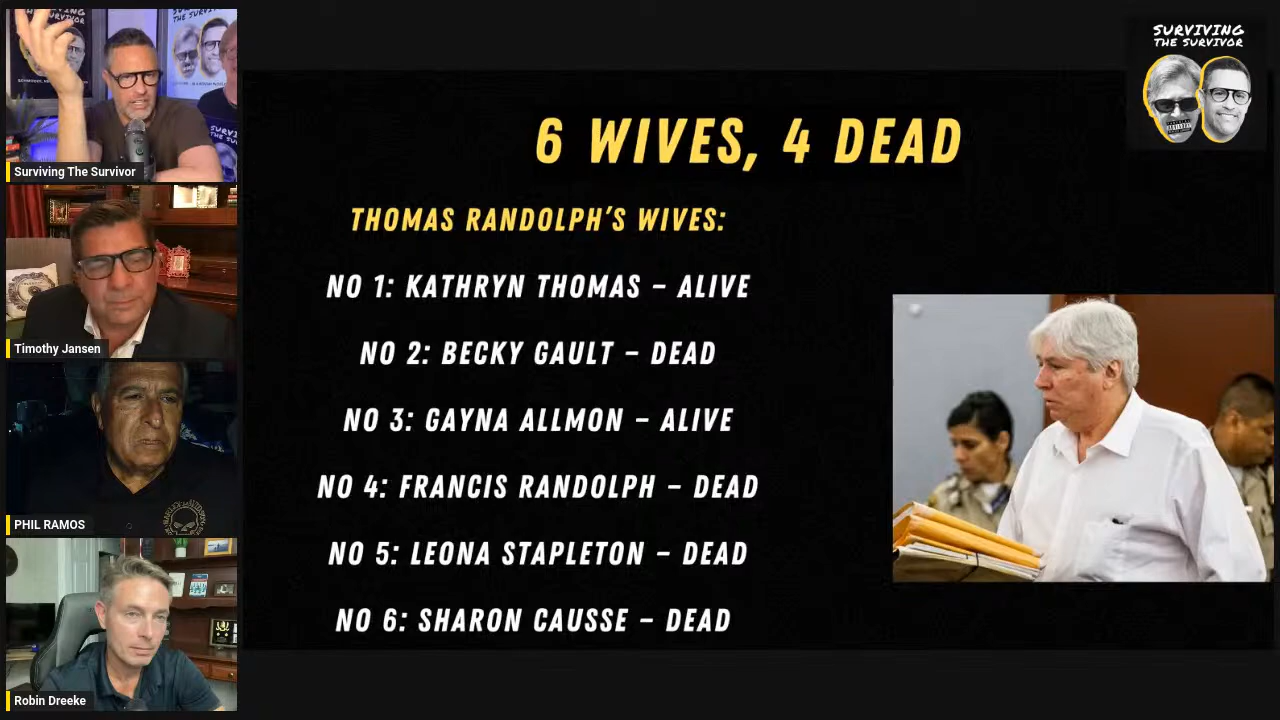 SURVIVING
THE SURVIVOR
6 WIVES, 4 DEAD
THOMAS RANDOLPH'S WIVES:
NO 1: KATHRYN THOMAS – ALIVE
NO 2: BECKY GAULT – DEAD
NO 3: GAYNA ALLMON – ALIVE
NO 4: FRANCIS RANDOLPH – DEAD
NO 5: LEONA STAPLETON – DEAD
NO 6: SHARON CAUSSE – DEAD
Surviving The Survivor
Timothy Jansen
PHIL RAMOS
Robin Dreeke